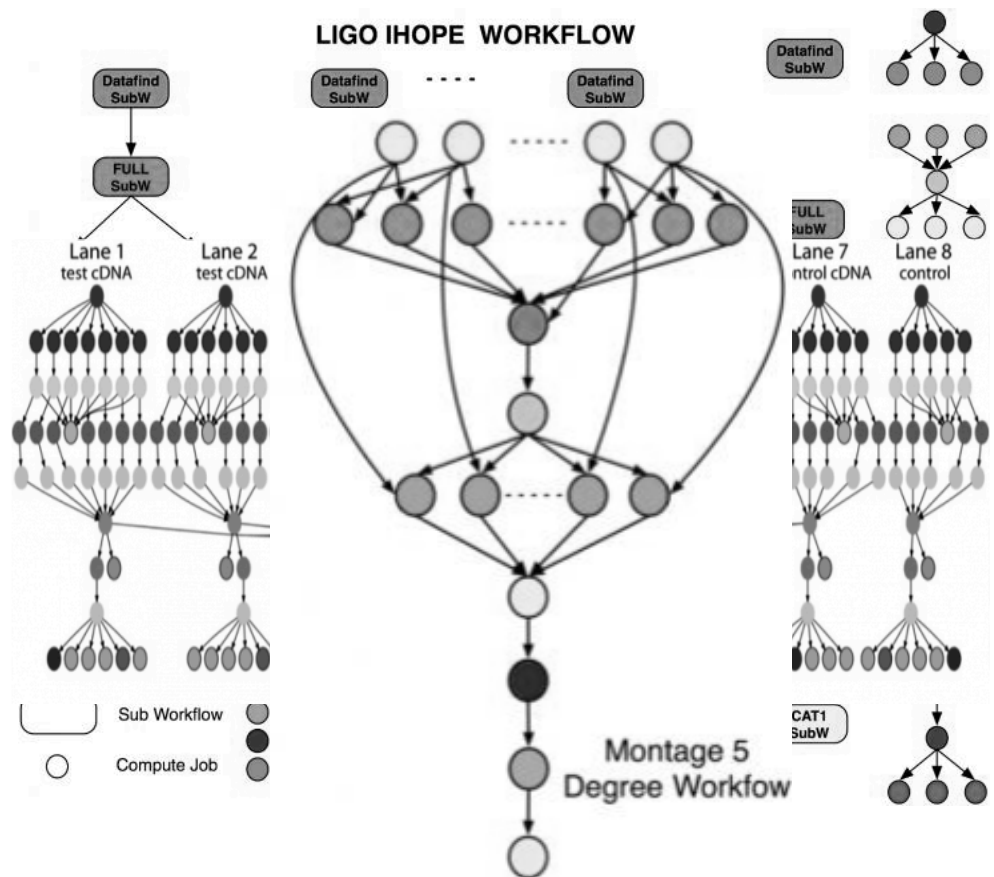 LIGO IHOPE WORKFLOW
Datafind
SubW
Datafind
SubW
Datafind
SubW
Datafind
SubW
FULL
SubW
FULL
SubW
Lane 1
test cDNA
Lane 2
test cDNA
Lane 7
ntrol cDNA
Lane 8
control
Sub Workflow
Compute Job
CAT1
SubW
Montage 5
Degree Workfow